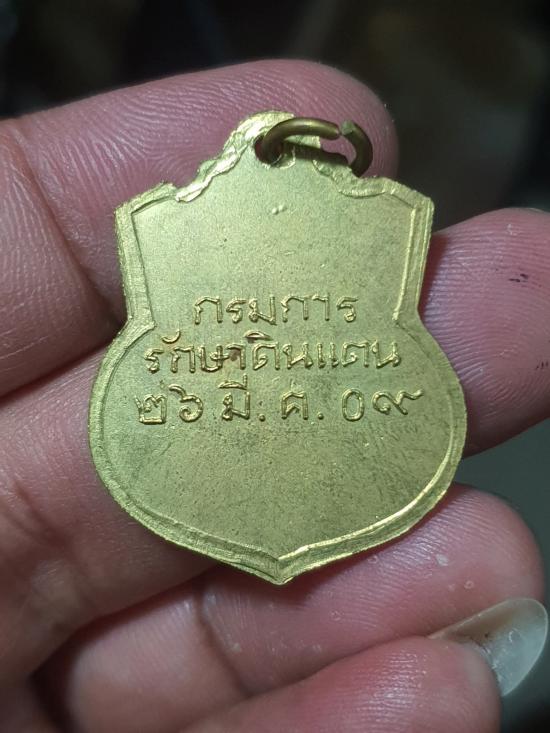 กรมการ
รักษาดินแดน
๒๖ มี. ค. ๐๙